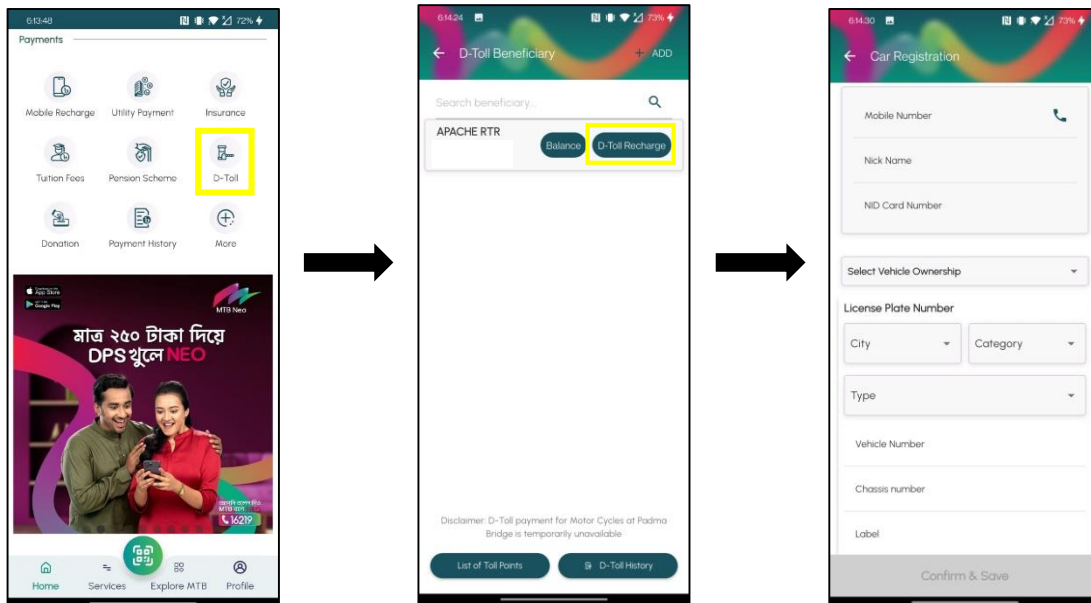 6:13:48
72%
Payments
Mobile Recharge Utility Payment Insurance
Tuition Fees Pension Scheme D-Toll
Donation Payment History More
App Store
Google Play
MTB Neo
মাত্র ২৫০ টাকা দিয়ে
DPS খুলে NEO
16219
Home Services Explore MTB Profile
6:14:24
73%
D-Toll Beneficiary + ADD
Search beneficiary...
APACHE RTR
Balance D-Toll Recharge
Disclaimer: D-Toll payment for Motor Cycles at Padma
Bridge is temporarily unavailable
List of Toll Points D-Toll History
6:14:30
73%
Car Registration
Mobile Number
Nick Name
NID Card Number
Select Vehicle Ownership
License Plate Number
City Category
Type
Vehicle Number
Chassis number
Label
Confirm & Save